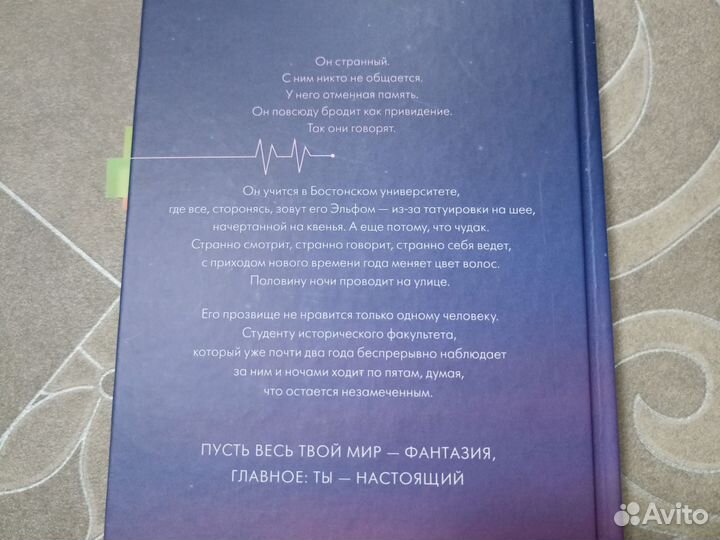 Он странный.
С ним никто не общается.
У него отменная память.
Он повсюду бродит как привидение.
Так они говорят.
Он учится в Бостонском университете,
где все, сторонясь, зовут его Эльфом — из-за татуировки на шее,
начертанной на квенья. А еще потому, что чудак.
Странно смотрит, странно говорит, странно себя ведет,
с приходом нового времени года меняет цвет волос.
Половину ночи проводит на улице.
Его прозвище не нравится только одному человеку.
Студенту исторического факультета,
который уже почти два года беспрерывно наблюдает
за ним и ночами ходит по пятам, думая,
что остается незамеченным.
ПУСТЬ ВЕСЬ ТВОЙ МИР — ФАНТАЗИЯ,
ГЛАВНОЕ: ТЫ — НАСТОЯЩИЙ
Avito